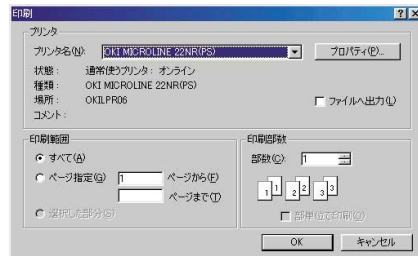 印刷
プリンタ
プリンタ名(N): OKI MICROLINE 22NR(PS) プロパティ(P)...
状態: 通常使うプリンタ: オンライン
種類: OKI MICROLINE 22NR(PS)
場所: OKILPR06
コメント:
ファイルへ出力(L)
印刷範囲
すべて(A)
ページ指定(G) 1 ページから(F)
ページまで(T)
選択した部分(S)
印刷部数
部数(C): 1
1 1 2 2 3 3
部単位で印刷(O)
OK キャンセル